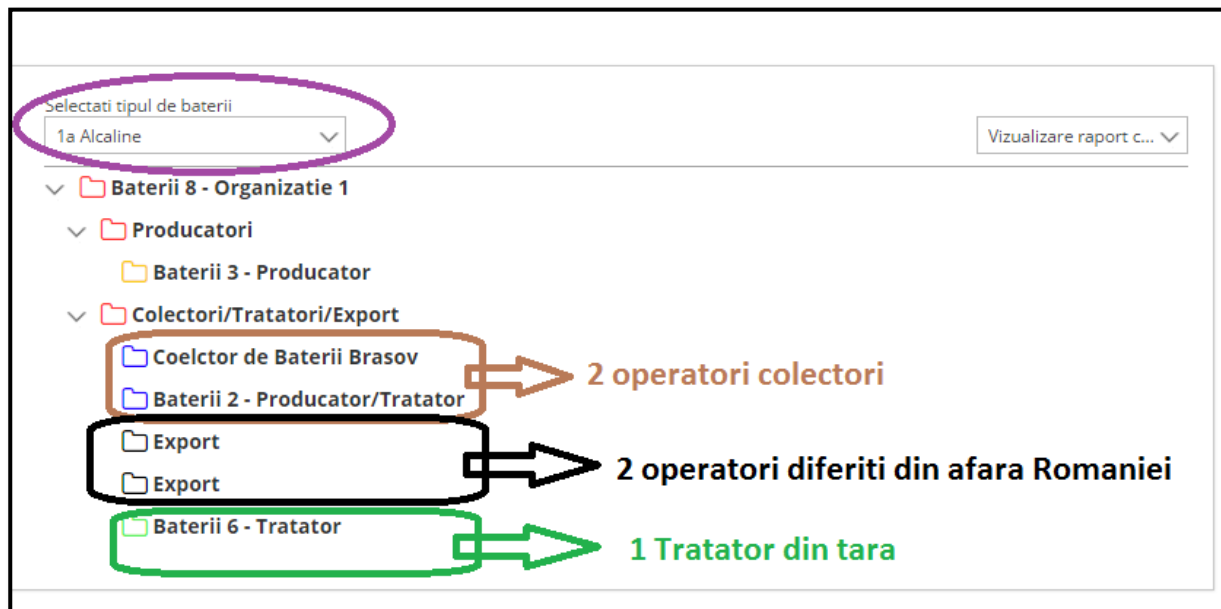 Selectati tipul de baterii
1a Alcaline
Vizualizare raport c...
Baterii 8 - Organizatie 1
Producatori
Baterii 3 - Producator
Colectori/Tratatori/Export
Coelctor de Baterii Brasov
Baterii 2 - Producator/Tratator
2 operatori colectori
Export
Export
2 operatori diferiti din afara Romaniei
Baterii 6 - Tratator
1 Tratator din tara